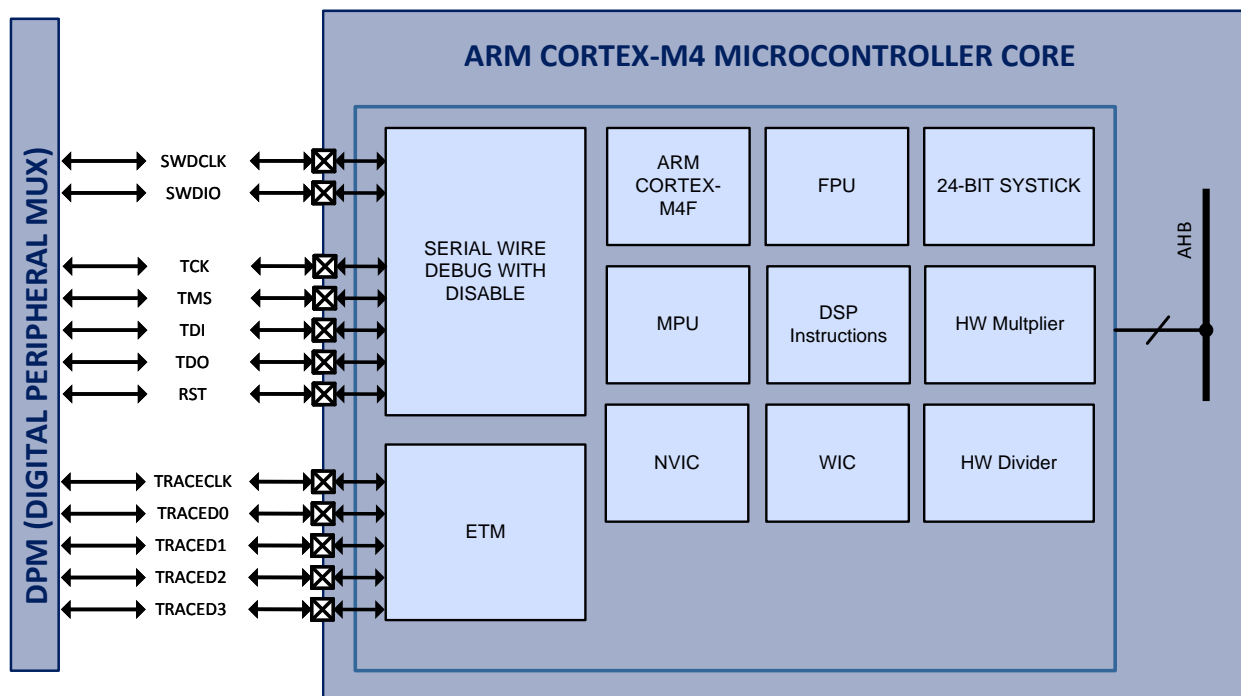 ARM CORTEX-M4 MICROCONTROLLER CORE
DPM (DIGITAL PERIPHERAL MUX)
SWDCLK
SWDIO
TCK
TMS
TDI
TDO
RST
TRACECLK
TRACED0
TRACED1
TRACED2
TRACED3
SERIAL WIRE
DEBUG WITH
DISABLE
ETM
ARM
CORTEX-
M4F
FPU
24-BIT SYSTICK
MPU
DSP
Instructions
HW Multplier
NVIC
WIC
HW Divider
AHB